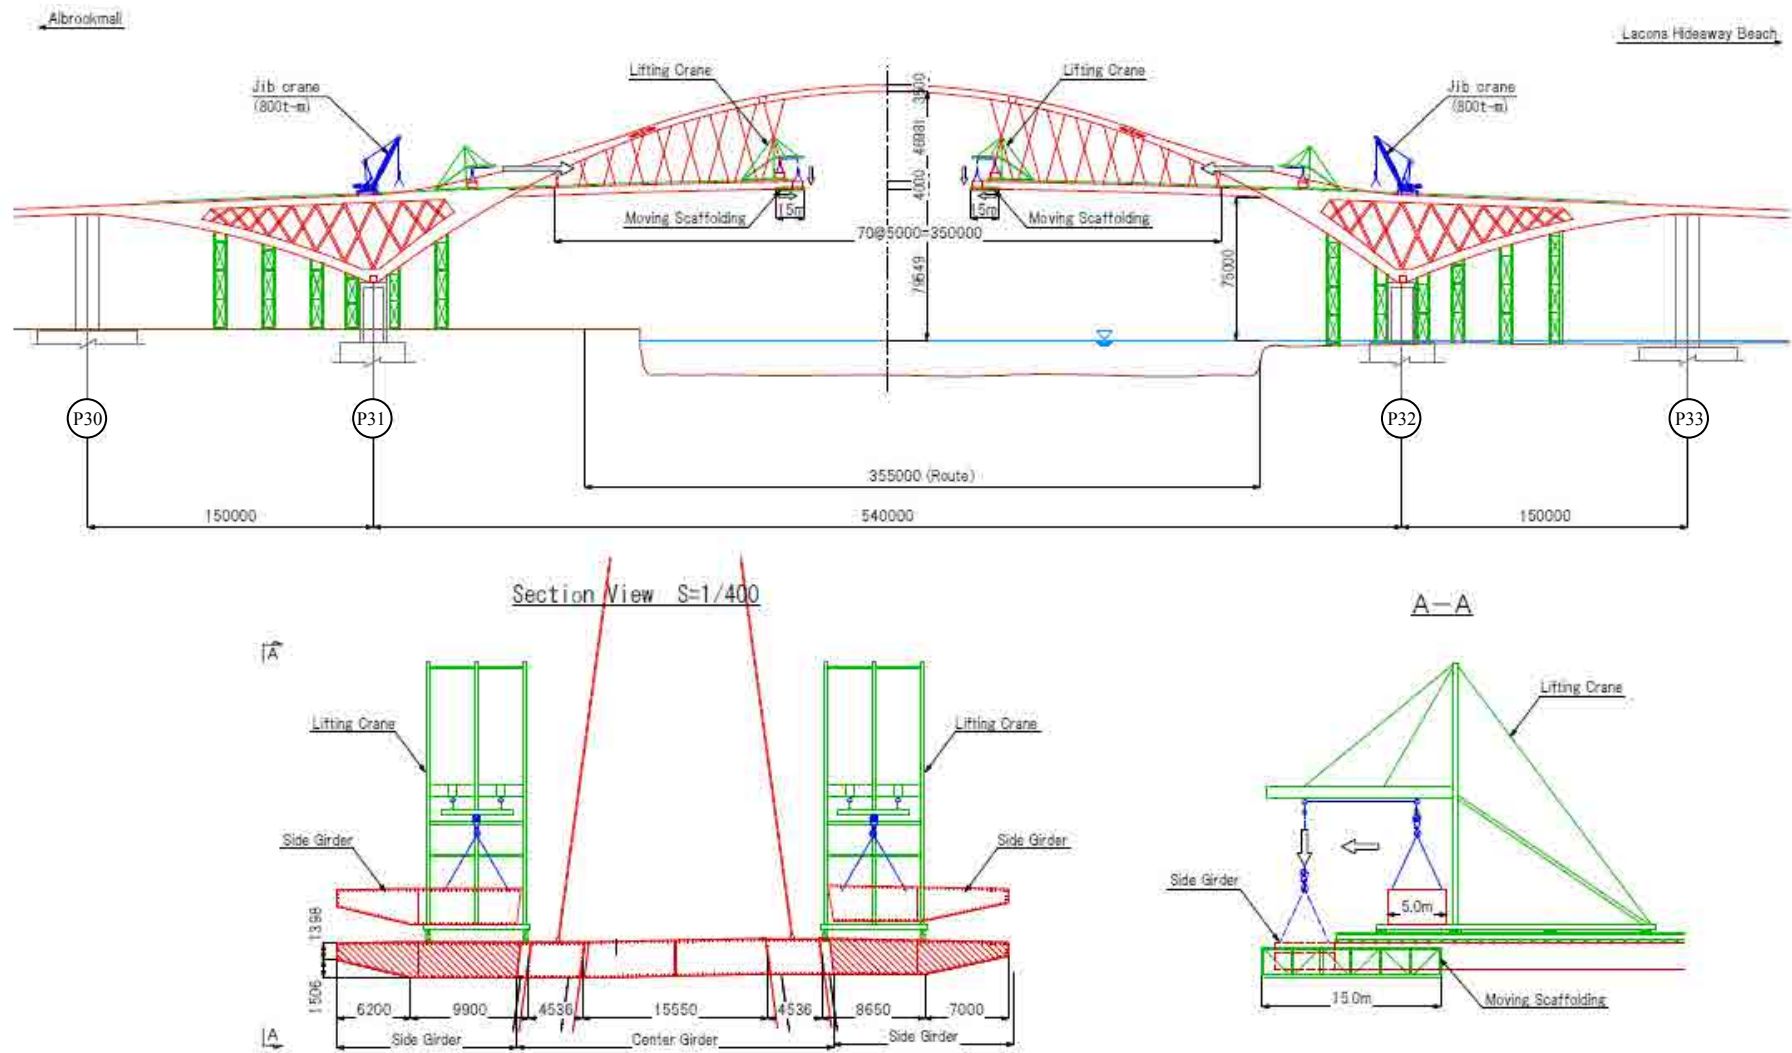 Albrookmall
Lacons Hideaway Beach
Lifting Crane
Lifting Crane
Jib crane
(800t-m)
Jib crane
(800t-m)
3500
46981
4000
Moving Scaffolding
15m
15m
Moving Scaffolding
70@5000=350000
79649
75000
P30
P31
P32
P33
355000 (Route)
150000
540000
150000
Section View S=1/400
A-A
A
Lifting Crane
Lifting Crane
Lifting Crane
Side Girder
Side Girder
Side Girder
5.0m
1398
1506
6200
9900
4536
15550
4536
8650
7000
15.0m
Moving Scaffolding
A
Side Girder
Center Girder
Side Girder